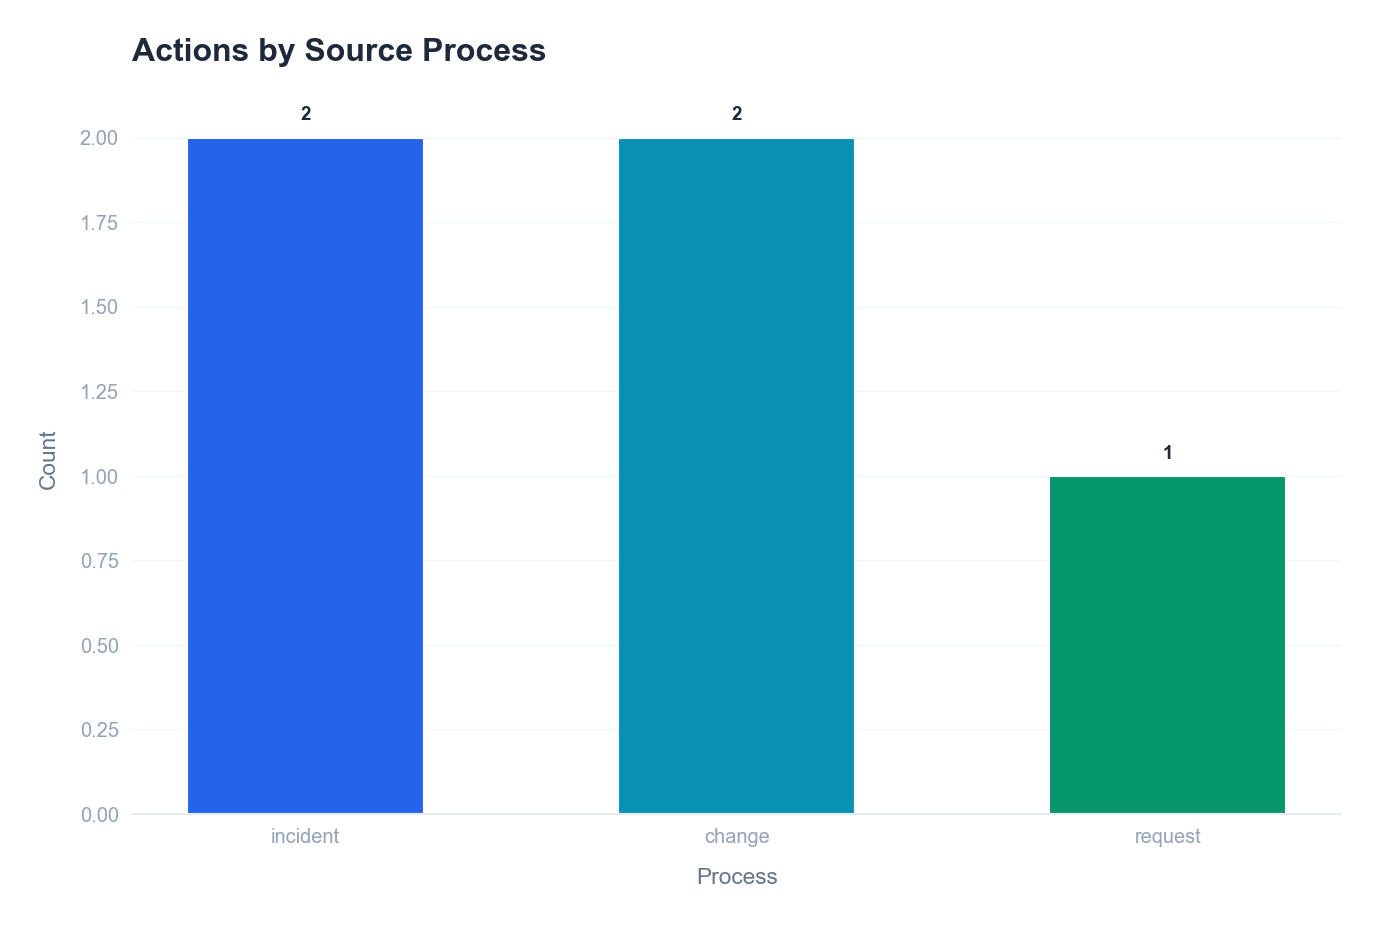 Actions by Source Process
2
2
1
2.00
1.75
1.50
1.25
1.00
0.75
0.50
0.25
0.00
Count
incident
change
request
Process